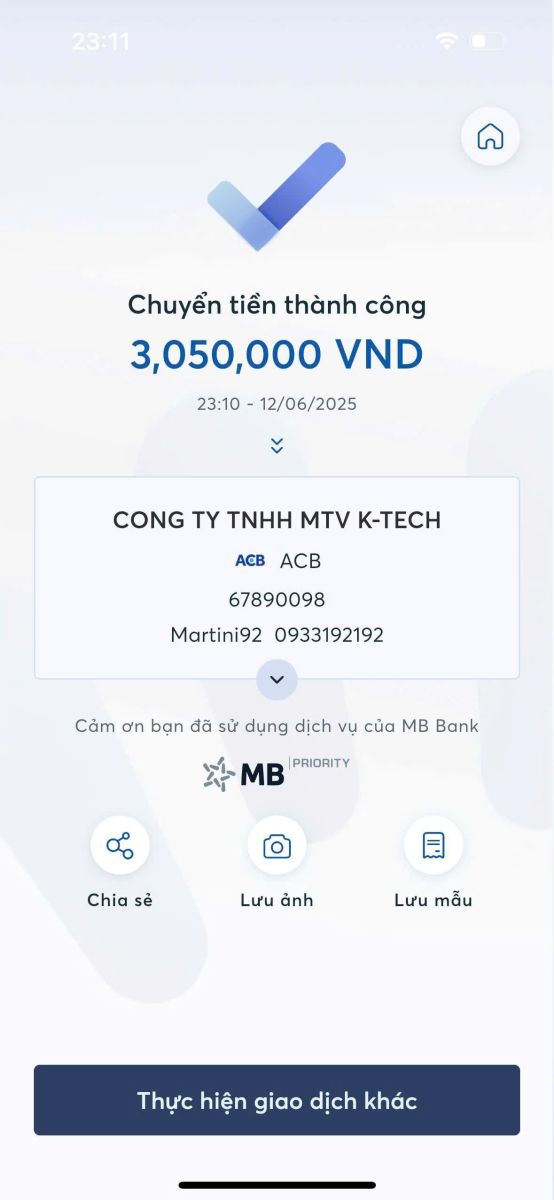 23:11
Chuyển tiền thành công
3,050,000 VND
23:10 - 12/06/2025
CONG TY TNHH MTV K-TECH
ACB ACB
67890098
Martini92 0933192192
Cảm ơn bạn đã sử dụng dịch vụ của MB Bank
MB PRIORITY
Chia sẻ
Lưu ảnh
Lưu mẫu
Thực hiện giao dịch khác